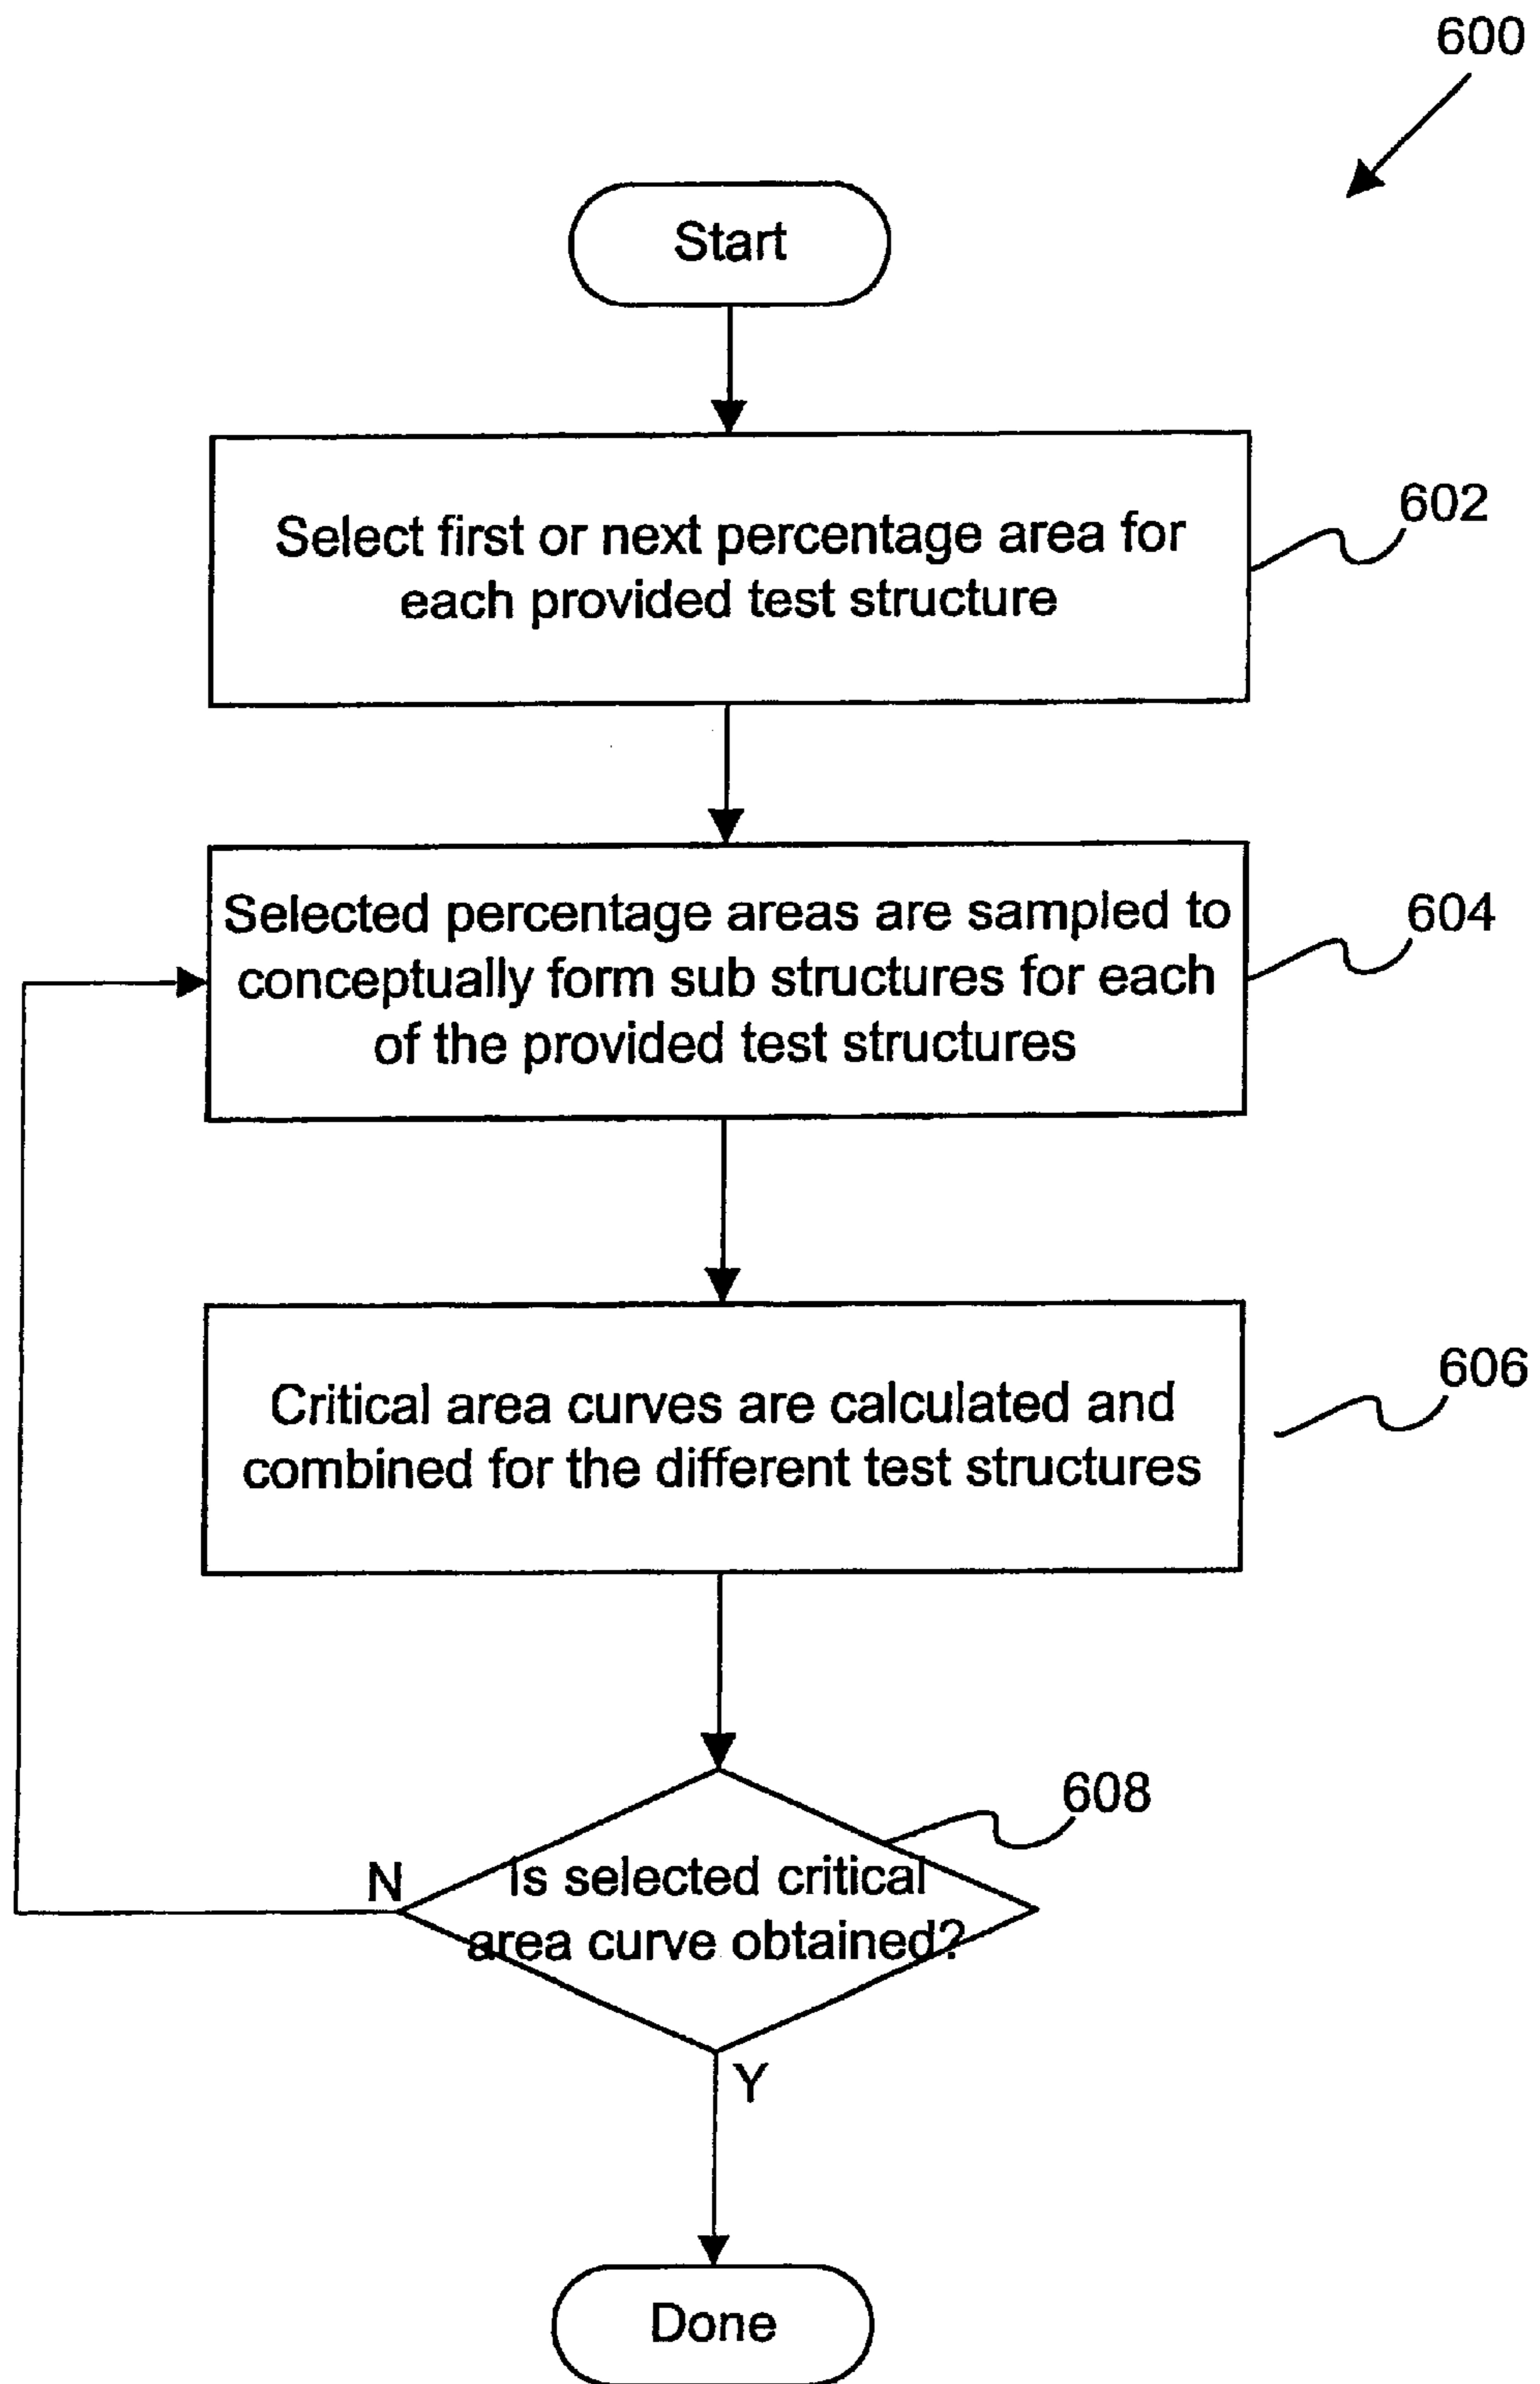 600
Start
Select first or next percentage area for
each provided test structure
602
Selected percentage areas are sampled to
conceptually form sub structures for each
of the provided test structures
604
Critical area curves are calculated and
combined for the different test structures
606
608
Is selected critical
area curve obtained?
N
Y
Done